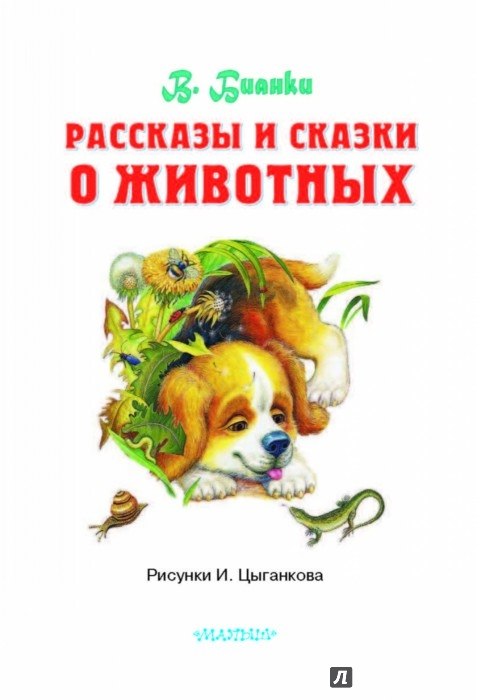 В. Бианки
РАССКАЗЫ И СКАЗКИ
О ЖИВОТНЫХ
Рисунки И. Цыганкова
«МАЛЫШ»
Л